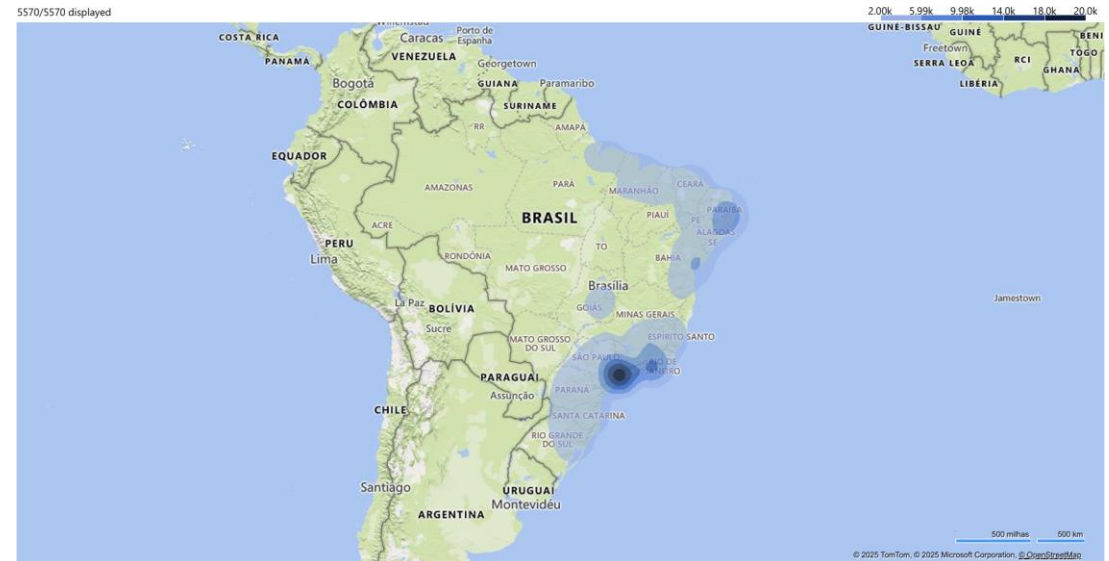 5570/5570 displayed
2.00k 5.99k 9.98k 14.0k 18.0k 20.0k
COSTA RICA
PANAMÁ
Caracas
Porto de
Espanha
VENEZUELA
Georgetown
GUIANA
Paramaribo
SURINAME
Bogotá
COLÔMBIA
GUINÉ-BISSAU
GUINÉ
BENI
Freetown
SERRA LEOA
RCI
TOGO
GHANA
LIBÉRIA
RR
AMAPÁ
EQUADOR
AMAZONAS
PARÁ
MARANHÃO
CEARÁ
BRASIL
PIAUÍ
PARAÍBA
PE
ALAGOAS
SE
ACRE
PERU
Lima
RONDÔNIA
TO
BAHIA
MATO GROSSO
Brasília
La Paz
BOLÍVIA
GOIÁS
MINAS GERAIS
Jamestown
Sucre
MATO GROSSO
DO SUL
ESPÍRITO SANTO
SÃO PAULO
RIO DE
JANEIRO
PARAGUAI
Assunção
PARANÁ
CHILE
SANTA CATARINA
RIO GRANDE
DO SUL
Santiago
URUGUAI
Montevidéu
ARGENTINA
500 milhas 500 km
© 2025 TomTom, © 2025 Microsoft Corporation, © OpenStreetMap